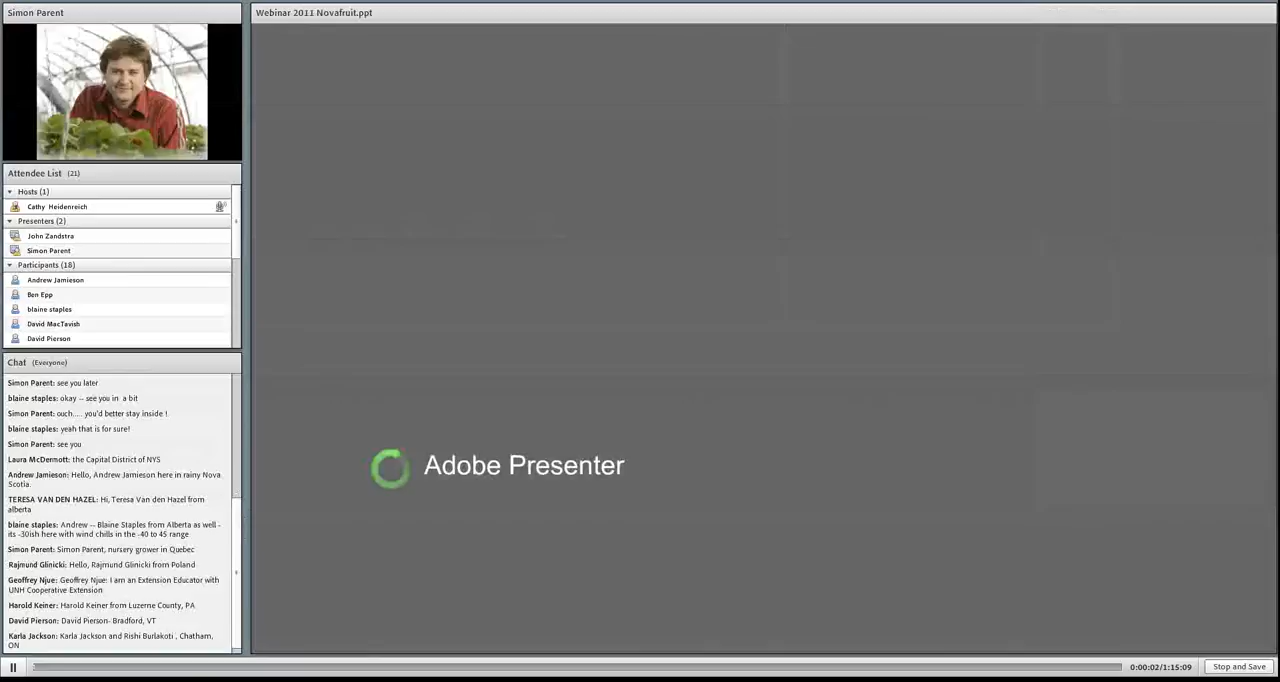 Simon Parent
Webinar 2011 Novafruit.ppt
Attendee List (21)
Hosts (1)
Cathy Heidenreich
Presenters (2)
John Zandstra
Simon Parent
Participants (18)
Andrew Jamieson
Ben Epp
blaine staples
David MacTavish
David Pierson
Chat (Everyone)
Simon Parent: see you later
blaine staples: okay -- see you in a bit
Simon Parent: ouch..... you'd better stay inside !
blaine staples: yeah that is for sure!
Simon Parent: see you
Laura McDermott: the Capital District of NYS
Andrew Jamieson: Hello, Andrew Jamieson here in rainy Nova
Scotia.
TERESA VAN DEN HAZEL: Hi, Teresa Van den Hazel from
alberta
blaine staples: Andrew -- Blaine Staples from Alberta as well -
its -30ish here with wind chills in the -40 to 45 range
Simon Parent: Simon Parent, nursery grower in Quebec
Rajmund Glinicki: Hello, Rajmund Glinicki from Poland
Geoffrey Njue: Geoffrey Njue: I am an Extension Educator with
UNH Cooperative Extension
Harold Keiner: Harold Keiner from Luzerne County, PA
David Pierson: David Pierson- Bradford, VT
Karla Jackson: Karla Jackson and Rishi Burlakoti , Chatham,
ON
Adobe Presenter
0:00:02/1:15:09
Stop and Save